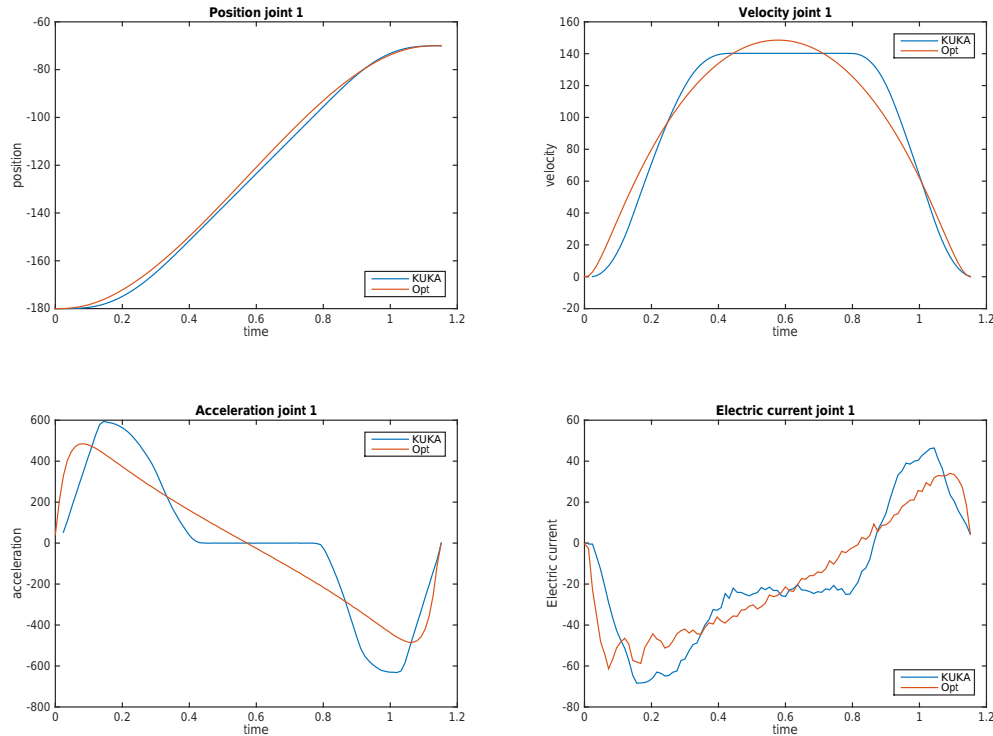 Position joint 1
-60
-80
-100
-120
-140
-160
-180
position
0 0.2 0.4 0.6 0.8 1 1.2
time
KUKA
Opt
Velocity joint 1
160
140
120
100
80
60
40
20
0
-20
velocity
0 0.2 0.4 0.6 0.8 1 1.2
time
KUKA
Opt
Acceleration joint 1
600
400
200
0
-200
-400
-600
-800
acceleration
0 0.2 0.4 0.6 0.8 1 1.2
time
KUKA
Opt
Electric current joint 1
60
40
20
0
-20
-40
-60
-80
Electric current
0 0.2 0.4 0.6 0.8 1 1.2
time
KUKA
Opt